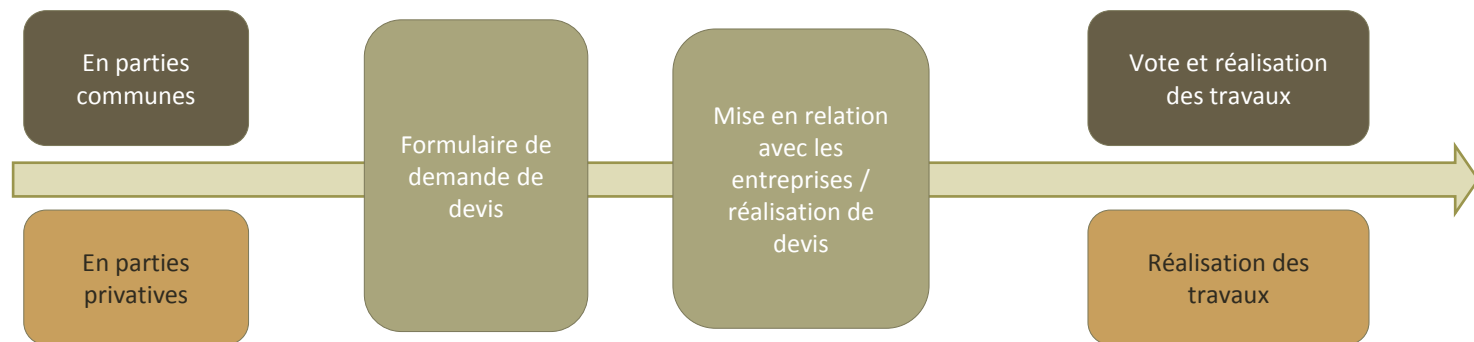 En parties
communes
En parties
privatives
Formulaire de
demande de
devis
Mise en relation
avec les
entreprises /
réalisation de
devis
Vote et réalisation
des travaux
Réalisation des
travaux